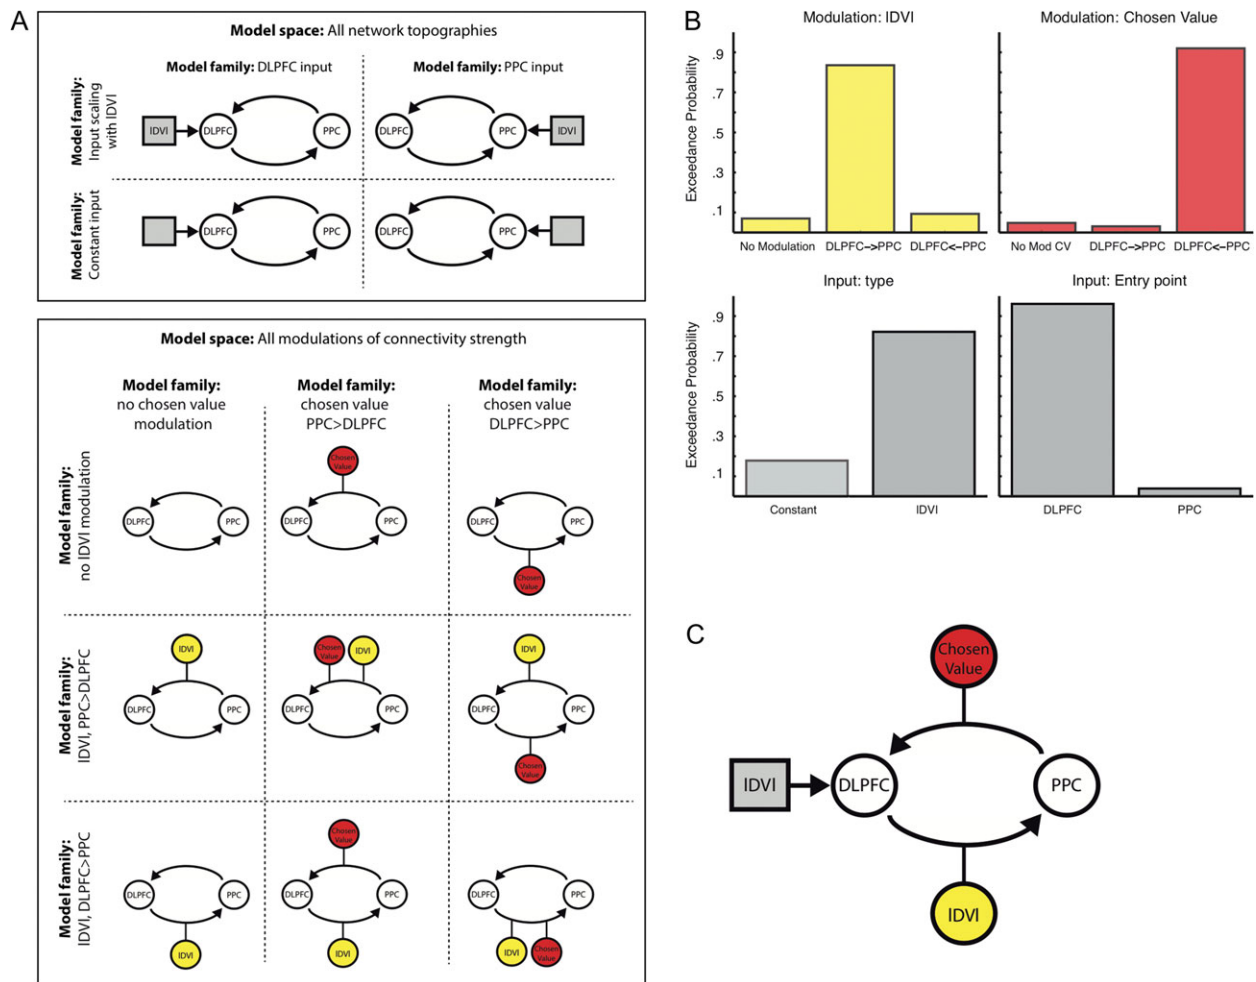 A
Model space: All network topographies
Model family: DLPFC input
Model family: PPC input
Model family:
Input scaling
with IDVI
IDVI
DLPFC
PPC
DLPFC
PPC
IDVI
Model family:
Constant input
DLPFC
PPC
DLPFC
PPC
Model space: All modulations of connectivity strength
Model family:
no chosen value
modulation
Model family:
chosen value
PPC>DLPFC
Model family:
chosen value
DLPFC>PPC
Model family:
no IDVI modulation
DLPFC
PPC
Chosen
Value
DLPFC
PPC
DLPFC
PPC
Chosen
Value
Model family:
IDVI, PPC>DLPFC
IDVI
DLPFC
PPC
Chosen
Value
IDVI
DLPFC
PPC
IDVI
DLPFC
PPC
Chosen
Value
Model family:
IDVI, DLPFC>PPC
DLPFC
PPC
IDVI
Chosen
Value
DLPFC
PPC
IDVI
DLPFC
PPC
IDVI
Chosen
Value
B
Modulation: IDVI
Exceedance Probability
.9
.7
.5
.3
.1
No Modulation
DLPFC->PPC
DLPFC<-PPC
Modulation: Chosen Value
No Mod CV
DLPFC->PPC
DLPFC<-PPC
Input: type
Exceedance Probability
.9
.7
.5
.3
.1
Constant
IDVI
Input: Entry point
DLPFC
PPC
C
Chosen
Value
IDVI
DLPFC
PPC
IDVI